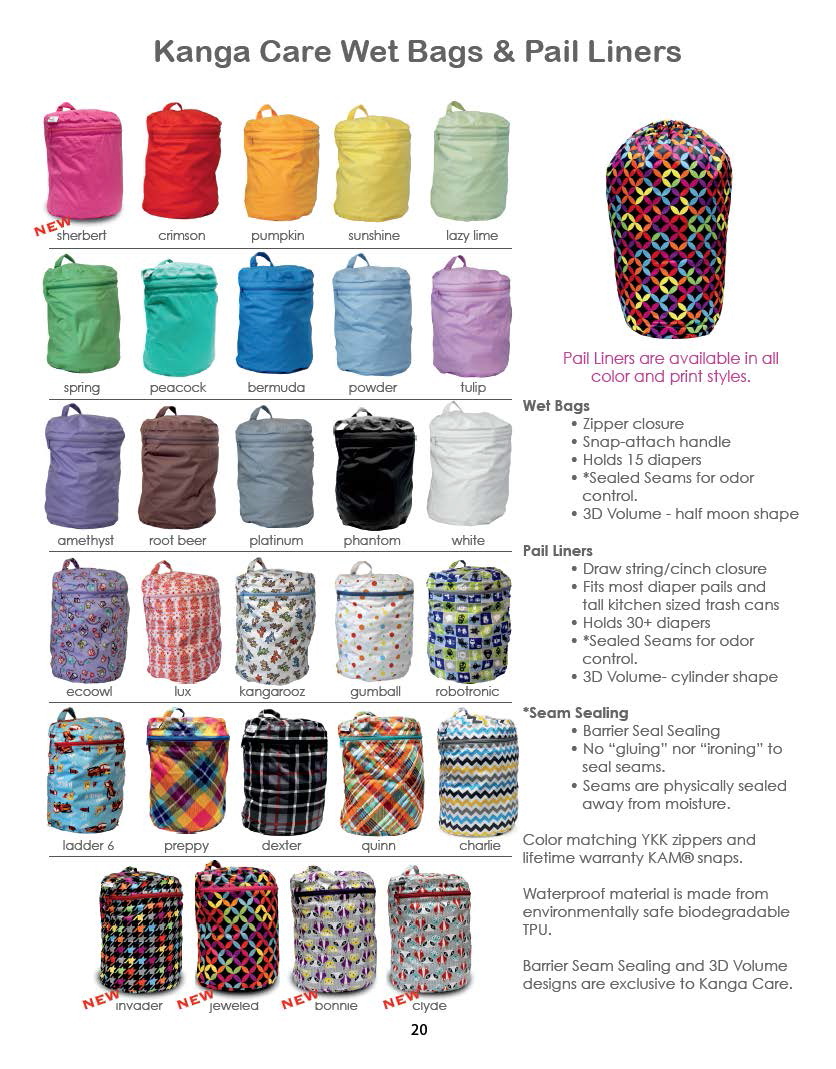 Kanga Care Wet Bags & Pail Liners
NEW
sherbert crimson pumpkin sunshine lazy lime
spring peacock bermuda powder tulip
amethyst root beer platinum phantom white
ecoowl lux kangarooz gumball robotronic
ladder 6 preppy dexter quinn charlie
NEW NEW NEW NEW
invader jeweled bonnie clyde
Pail Liners are available in all
color and print styles.
Wet Bags
• Zipper closure
• Snap-attach handle
• Holds 15 diapers
• *Sealed Seams for odor
control.
• 3D Volume - half moon shape
Pail Liners
• Draw string/cinch closure
• Fits most diaper pails and
tall kitchen sized trash cans
• Holds 30+ diapers
• *Sealed Seams for odor
control.
• 3D Volume- cylinder shape
*Seam Sealing
• Barrier Seal Sealing
• No “gluing” nor “ironing” to
seal seams.
• Seams are physically sealed
away from moisture.
Color matching YKK zippers and
lifetime warranty KAM® snaps.
Waterproof material is made from
environmentally safe biodegradable
TPU.
Barrier Seam Sealing and 3D Volume
designs are exclusive to Kanga Care.
20